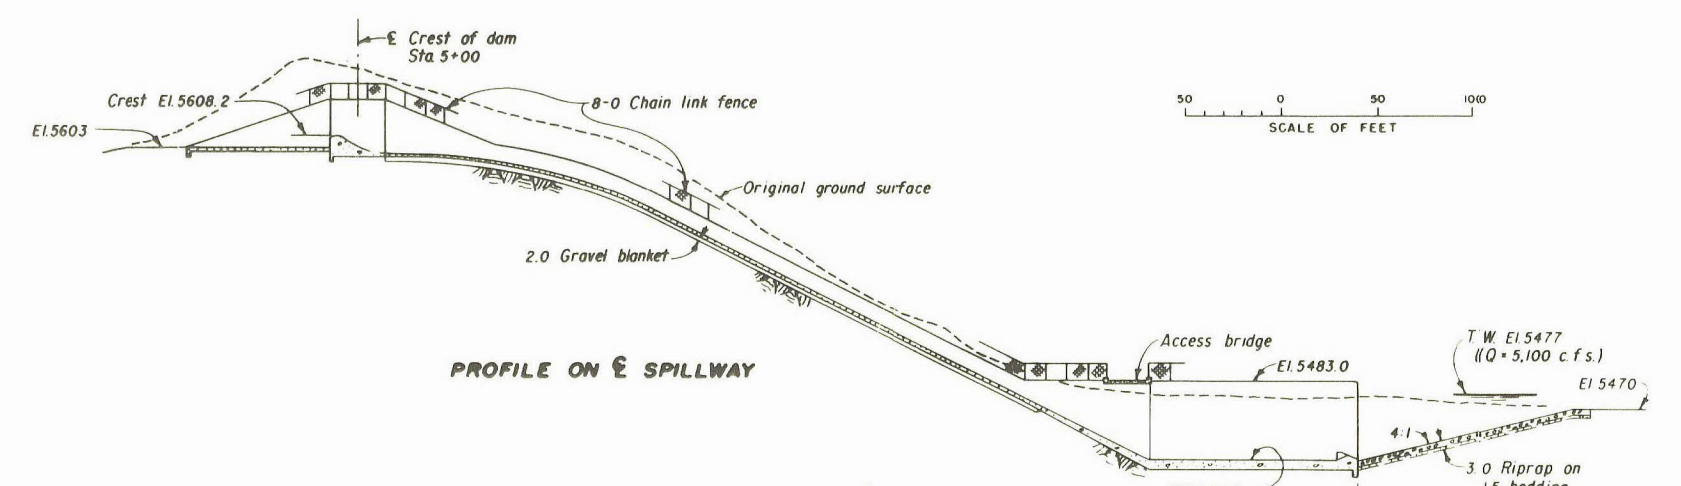 ℄ Crest of dam
Sta. 5+00
Crest El. 5608.2
El. 5603
8-0 Chain link fence
50 0 50 100
SCALE OF FEET
Original ground surface
2.0 Gravel blanket
PROFILE ON ℄ SPILLWAY
Access bridge
T.W. El. 5477
(Q = 5,100 c.f.s.)
El. 5483.0
El 5470
4:1
3.0 Riprap on